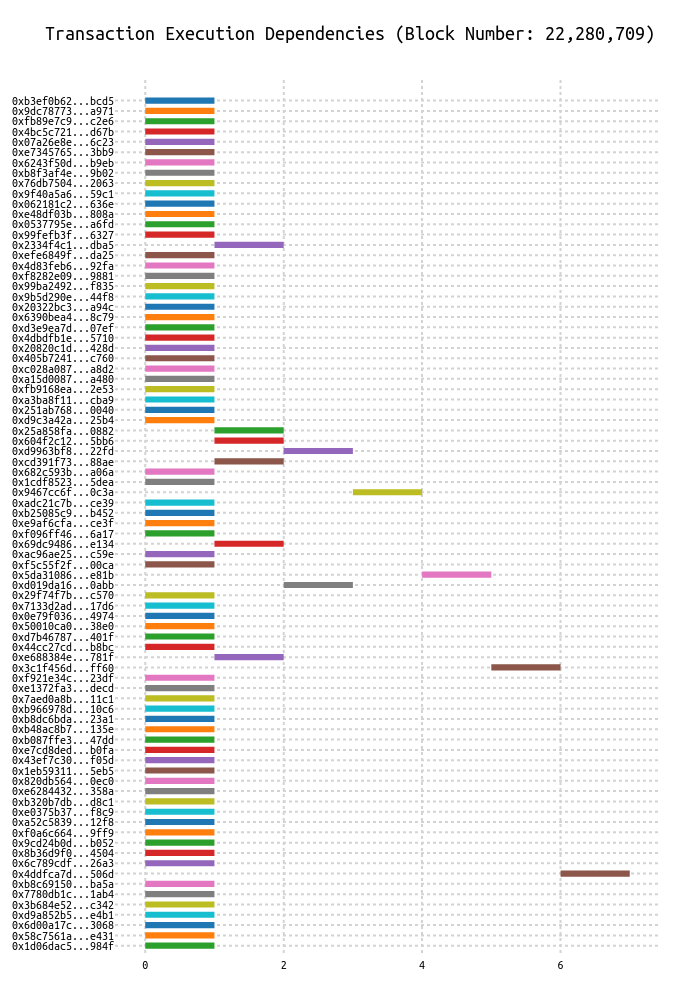 Transaction Execution Dependencies (Block Number: 22,280,709)
0xb3ef0b62...bcd5
0x9dc78773...a971
0xfb89e7c9...c2e6
0x4bc5c721...d67b
0x07a26e8e...6c23
0xe7345765...3bb9
0x6243f50d...b9eb
0xb8f3af4e...9b02
0x76db7504...2063
0x9f40a5a6...59c1
0x062181c2...636e
0xe48df03b...808a
0x0537795e...a6fd
0x99fefb3f...6327
0x2334f4c1...dba5
0xefe6849f...da25
0x4d83feb6...92fa
0xf8282e09...9881
0x99ba2492...f835
0x9b5d290e...44f8
0x20322bc3...a94c
0x6390bea4...8c79
0xd3e9ea7d...07ef
0x4dbdfb1e...5710
0x20820c1d...428d
0x405b7241...c760
0xc028a087...a8d2
0xa15d0087...a480
0xfb9168ea...2e53
0xa3ba8f11...cba9
0x251ab768...0040
0xd9c3a42a...25b4
0x25a858fa...0882
0x604f2c12...5bb6
0xd9963bf8...22fd
0xcd391f73...88ae
0x682c593b...a06a
0x1cdf8523...5dea
0x9467cc6f...0c3a
0xadc21c7b...ce39
0xb25085c9...b452
0xe9af6cfa...ce3f
0xf096ff46...6a17
0x69dc9486...e134
0xac96ae25...c59e
0xf5c55f2f...00ca
0x5da31086...e81b
0xd019da16...0abb
0x29f74f7b...c570
0x7133d2ad...17d6
0x0e79f036...4974
0x50010ca0...38e0
0xd7b46787...401f
0x44cc27cd...b8bc
0xe688384e...781f
0x3c1f456d...ff60
0xf921e34c...23df
0xe1372fa3...decd
0x7aed0a8b...11c1
0xb966978d...10c6
0xb8dc6bda...23a1
0xb48ac8b7...135e
0xb087ffe3...47dd
0xe7cd8ded...b0fa
0x43ef7c30...f05d
0x1eb59311...5eb5
0x820db564...0ec0
0xe6284432...358a
0xb320b7db...d8c1
0xe0375b37...f8c9
0xa52c5839...12f8
0xf0a6c664...9ff9
0x9cd24b0d...b052
0x8b36d9f0...4504
0x6c789cdf...26a3
0x4ddfca7d...506d
0xb8c69150...ba5a
0x7780db1c...1ab4
0x3b684e52...c342
0xd9a852b5...e4b1
0x6d00a17c...3068
0x58c7561a...e431
0x1d06dac5...984f
0 2 4 6